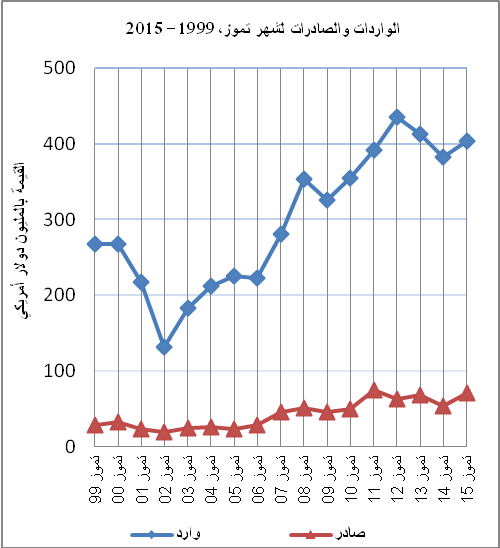 الواردات والصادرات لشهر تموز، 1999– 2015
القيمة بالمليون دولار أمريكي
500
400
300
200
100
0
تموز 99
تموز 00
تموز 01
تموز 02
تموز 03
تموز 04
تموز 05
تموز 06
تموز 07
تموز 08
تموز 09
تموز 10
تموز 11
تموز 12
تموز 13
تموز 14
تموز 15
وارد
صادر